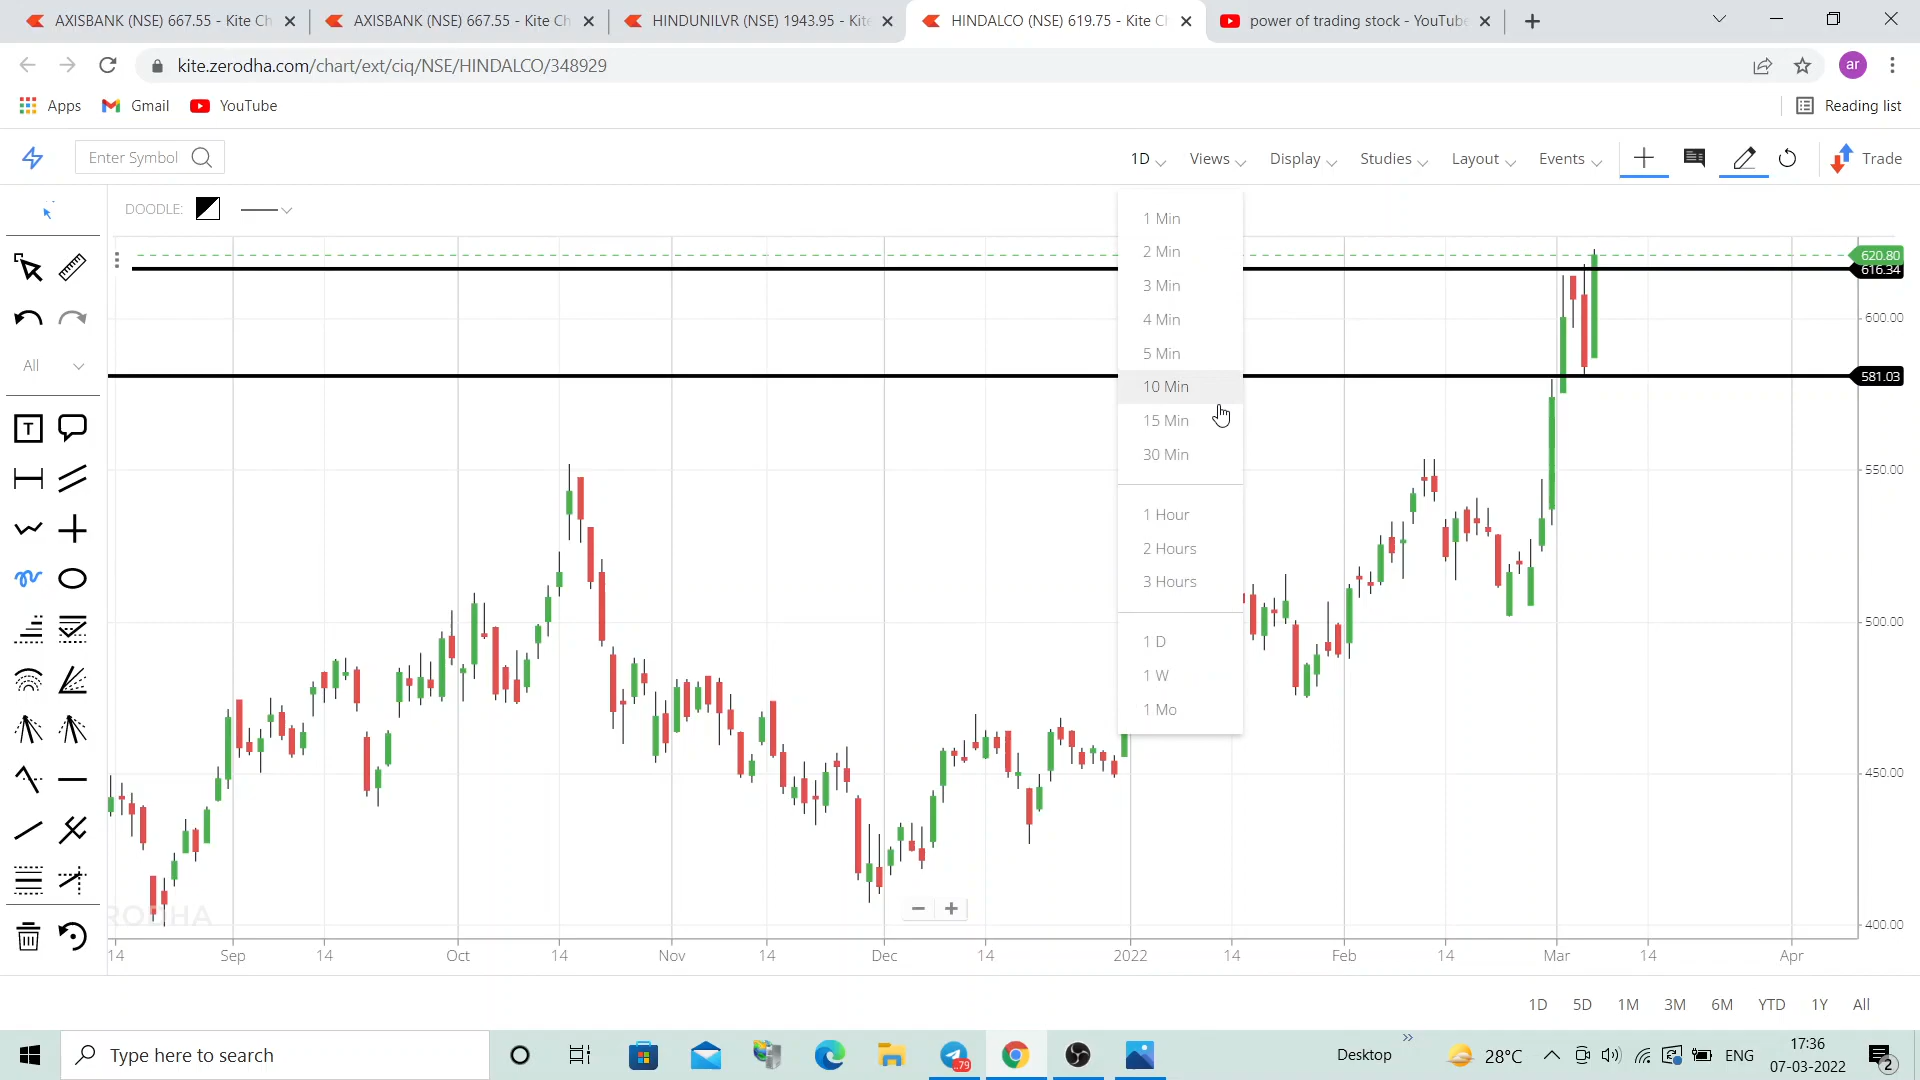 AXISBANK (NSE) 667.55 - Kite Ch
AXISBANK (NSE) 667.55 - Kite Ch
HINDUNILVR (NSE) 1943.95 - Kite
HINDALCO (NSE) 619.75 - Kite Ch
power of trading stock - YouTube
kite.zerodha.com/chart/ext/ciq/NSE/HINDALCO/348929
ar
Apps
Gmail
YouTube
Reading list
Enter Symbol
1D
Views
Display
Studies
Layout
Events
Trade
DOODLE:
All
T
1 Min
2 Min
3 Min
4 Min
5 Min
10 Min
15 Min
30 Min
1 Hour
2 Hours
3 Hours
1 D
1 W
1 Mo
620.80
616.34
600.00
581.03
550.00
500.00
450.00
400.00
RODHA
14
Sep
14
Oct
14
Nov
14
Dec
14
2022
14
Feb
14
Mar
14
Apr
1D
5D
1M
3M
6M
YTD
1Y
All
Type here to search
79
Desktop
28°C
ENG
17:36
07-03-2022
2